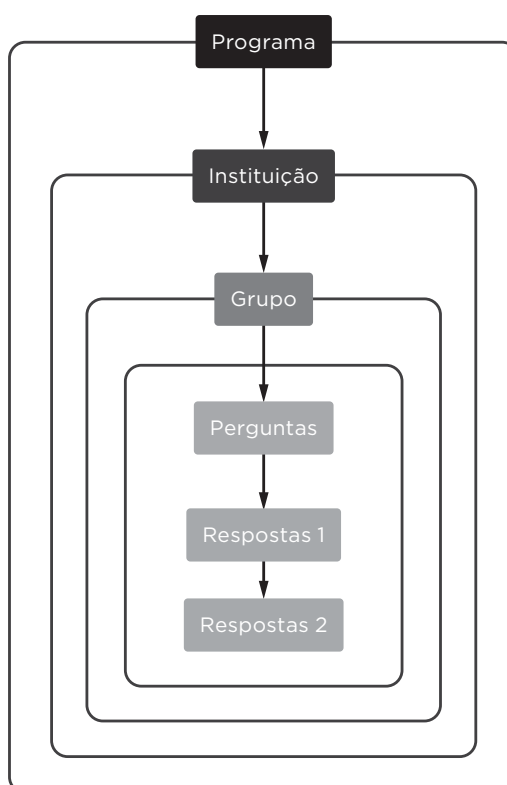 Programa
Instituição
Grupo
Perguntas
Respostas 1
Respostas 2